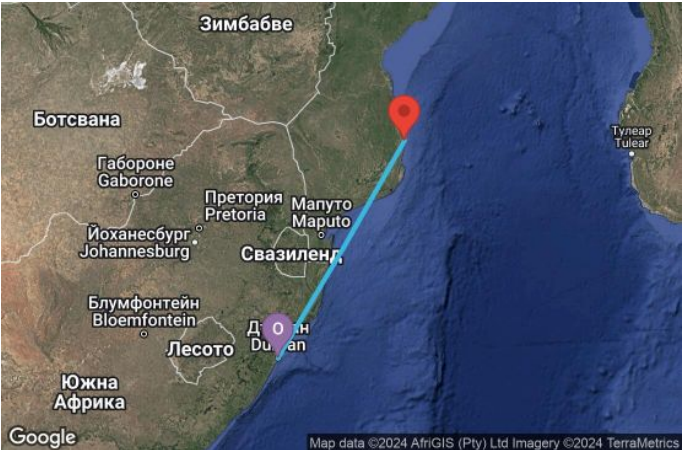 Зимбабве
Ботсвана
Тулеар
Tulear
Габороне
Gaborone
Претория
Pretoria
Мапуто
Maputo
Йоханесбург
Johannesburg
Свазиленд
Блумфонтейн
Bloemfontein
O
Лесото
Южна
Африка
Google
Map data ©2024 AfriGIS (Pty) Ltd Imagery ©2024 TerraMetrics